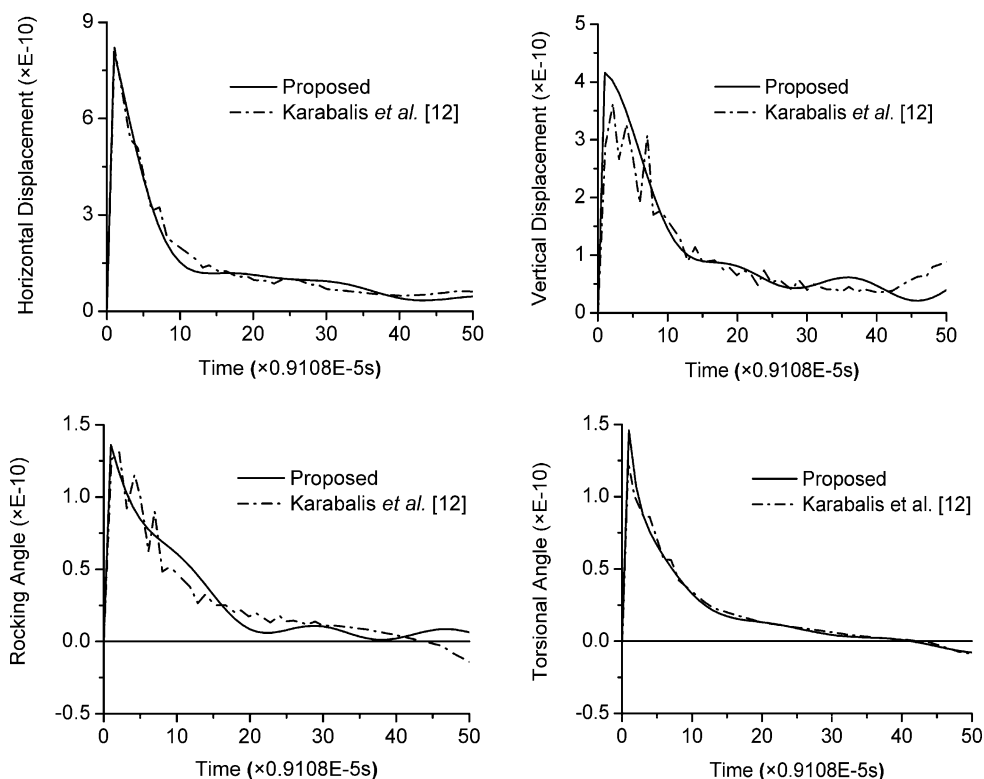 Horizontal Displacement (×E-10)
9
6
3
0
Proposed
Karabalis et al. [12]
0 10 20 30 40 50
Time (×0.9108E-5s)
Vertical Displacement (×E-10)
5
4
3
2
1
0
Proposed
Karabalis et al. [12]
0 10 20 30 40 50
Time (×0.9108E-5s)
Rocking Angle (×E-10)
1.5
1.0
0.5
0.0
-0.5
Proposed
Karabalis et al. [12]
0 10 20 30 40 50
Time (×0.9108E-5s)
Torsional Angle (×E-10)
1.5
1.0
0.5
0.0
-0.5
Proposed
Karabalis et al. [12]
0 10 20 30 40 50
Time (×0.9108E-5s)